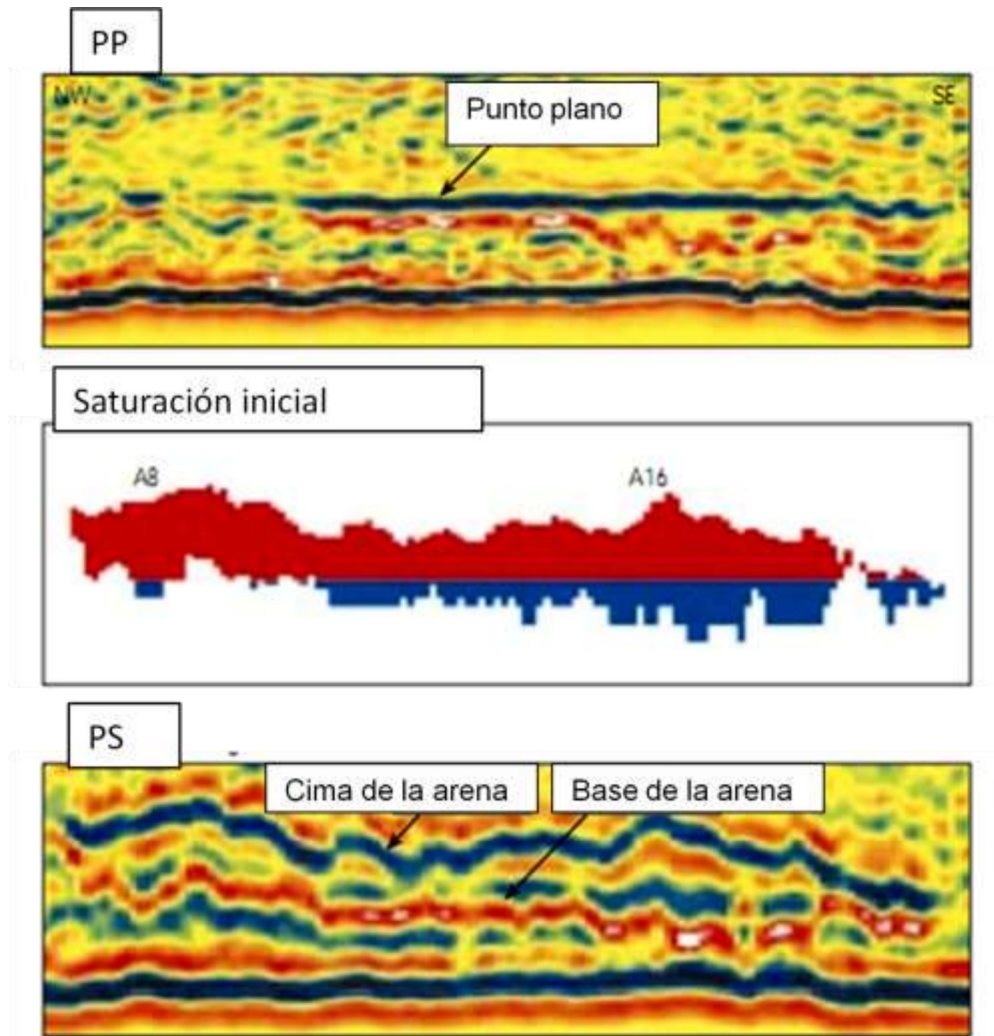 PP
NW
SE
Punto plano
Saturación inicial
A8
A16
PS
Cima de la arena
Base de la arena